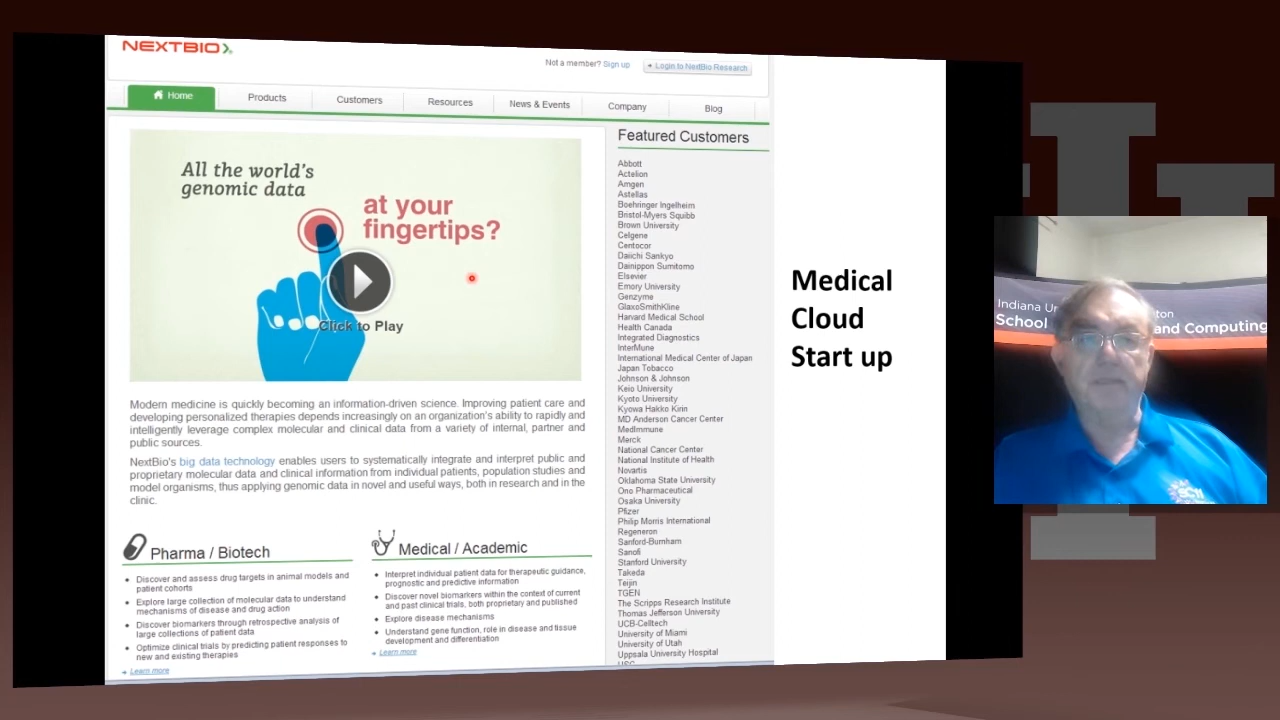 NEXTBIO
Not a member? Sign up
Login to NextBio Research
Home
Products
Customers
Resources
News & Events
Company
Blog
All the world's
genomic data
at your
fingertips?
Click to Play
Modern medicine is quickly becoming an information-driven science. Improving patient care and
developing personalized therapies depends increasingly on an organization's ability to rapidly and
intelligently leverage complex molecular and clinical data from a variety of internal, partner and
public sources.
NextBio's big data technology enables users to systematically integrate and interpret public and
proprietary molecular data and clinical information from individual patients, population studies and
model organisms, thus applying genomic data in novel and useful ways, both in research and in the
clinic.
Pharma / Biotech
• Discover and assess drug targets in animal models and
patient cohorts
• Explore large collection of molecular data to understand
mechanisms of disease and drug action
• Discover biomarkers through retrospective analysis of
large collections of patient data
• Optimize clinical trials by predicting patient responses to
new and existing therapies
Learn more
Medical / Academic
• Interpret individual patient data for therapeutic guidance,
prognostic and predictive information
• Discover novel biomarkers within the context of current
and past clinical trials, both proprietary and published
• Explore disease mechanisms
• Understand gene function, role in disease and tissue
development and differentiation
Learn more
Featured Customers
Abbott
Actelion
Amgen
Astellas
Boehringer Ingelheim
Bristol-Myers Squibb
Brown University
Celgene
Centocor
Daiichi Sankyo
Dainippon Sumitomo
Elsevier
Emory University
Genzyme
GlaxoSmithKline
Harvard Medical School
Health Canada
Integrated Diagnostics
InterMune
International Medical Center of Japan
Japan Tobacco
Johnson & Johnson
Keio University
Kyoto University
Kyowa Hakko Kirin
MD Anderson Cancer Center
MedImmune
Merck
National Cancer Center
National Institute of Health
Novartis
Oklahoma State University
Ono Pharmaceutical
Osaka University
Pfizer
Philip Morris International
Regeneron
Sanford-Burnham
Sanofi
Stanford University
Takeda
Teijin
TGEN
The Scripps Research Institute
Thomas Jefferson University
UCB-Celltech
University of Miami
University of Utah
Uppsala University Hospital
Medical
Cloud
Start up
Indiana Un ton
School and Computing